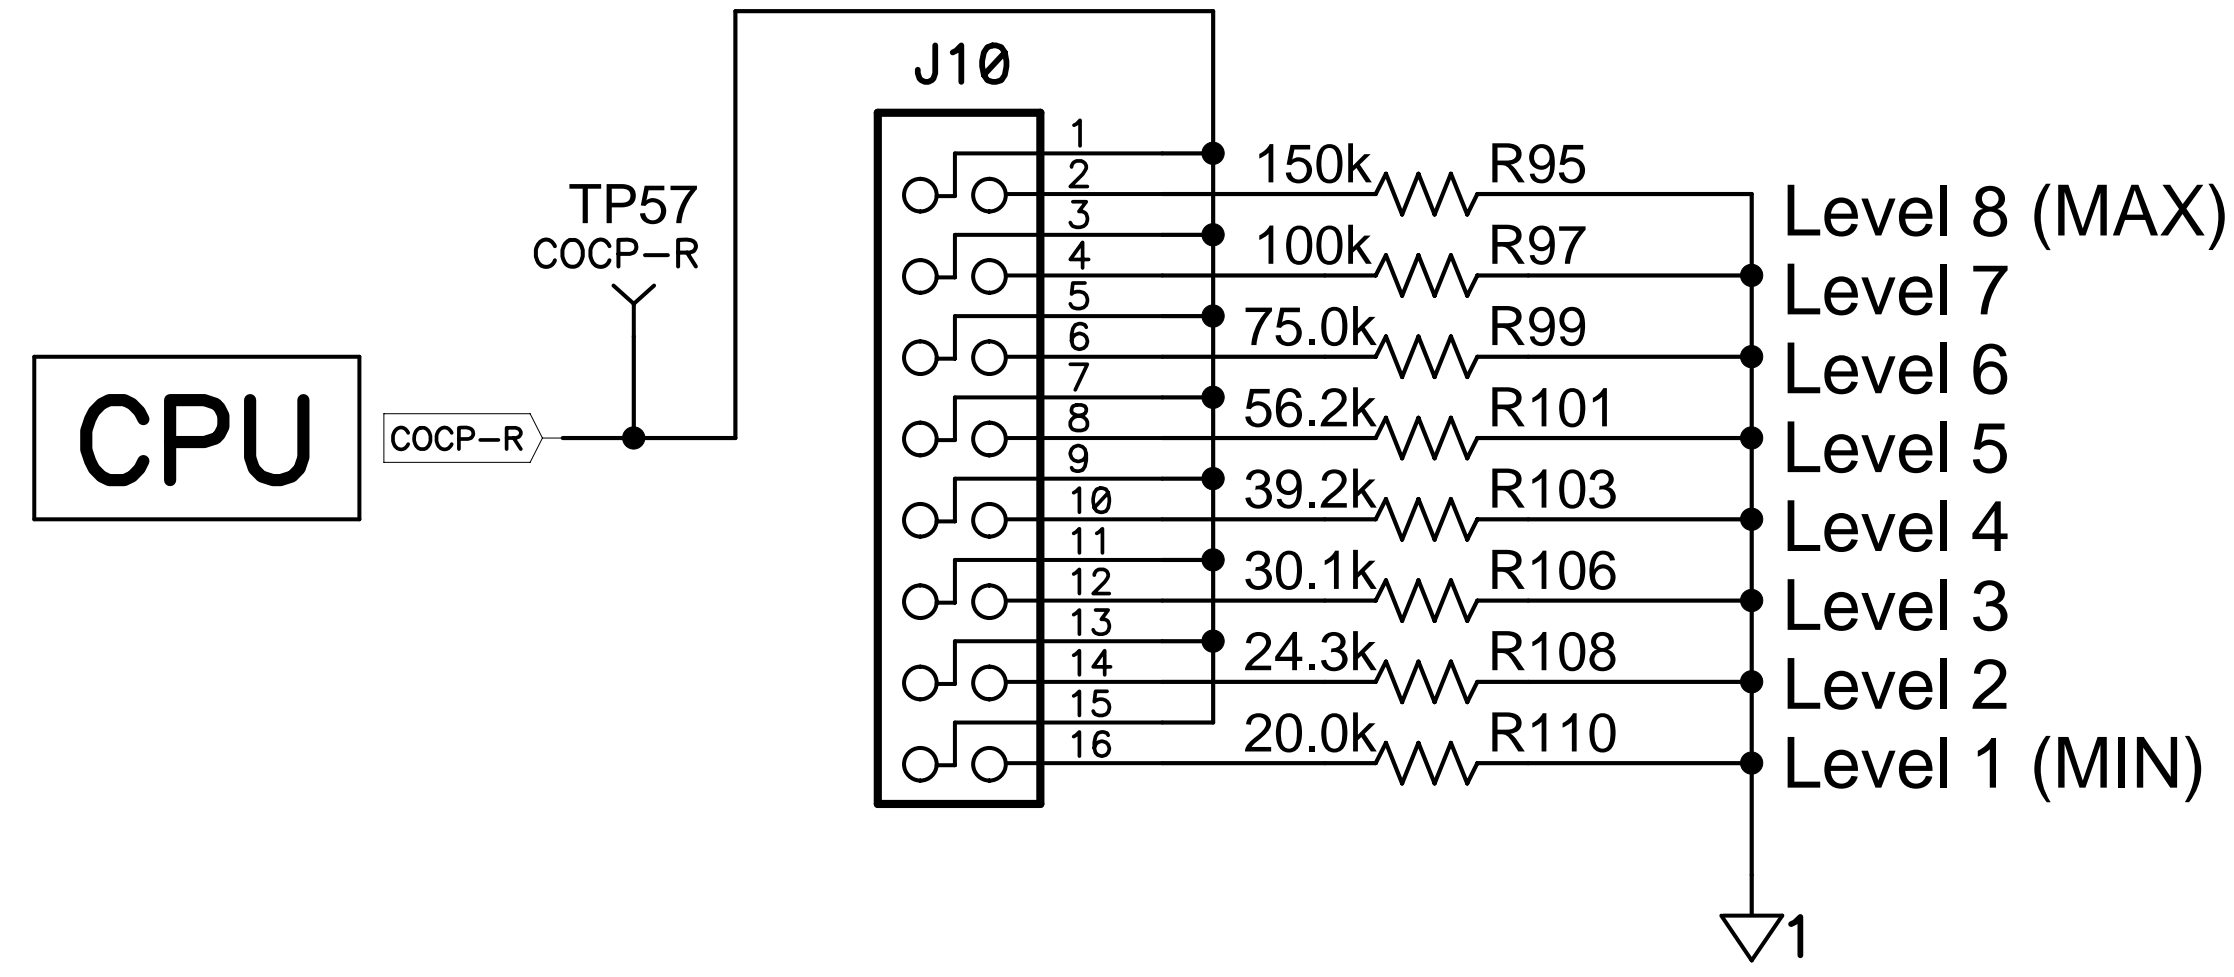 J10
TP57
COCP-R
CPU
COCP-R
1
2 150k R95 Level 8 (MAX)
3
4 100k R97 Level 7
5
6 75.0k R99 Level 6
7
8 56.2k R101 Level 5
9
10 39.2k R103 Level 4
11
12 30.1k R106 Level 3
13
14 24.3k R108 Level 2
15
16 20.0k R110 Level 1 (MIN)
1